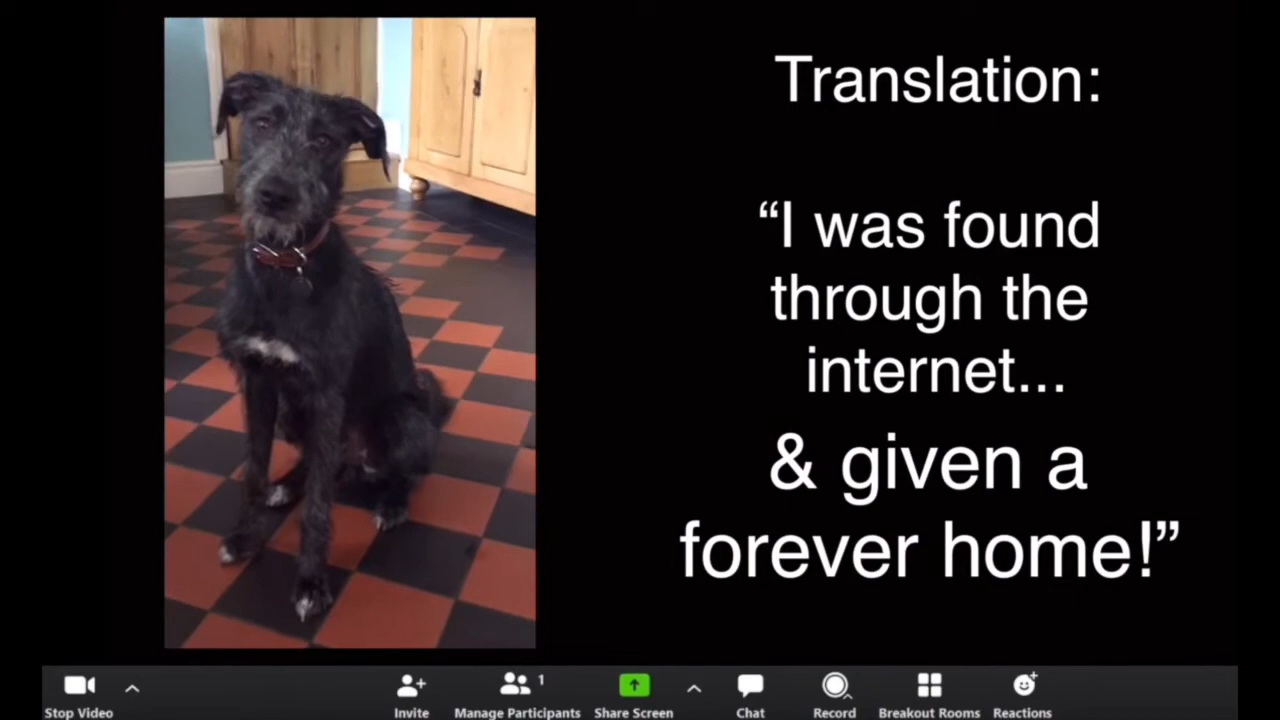 Translation:
“I was found
through the
internet...
& given a
forever home!”
1
Stop Video
Invite
Manage Participants
Share Screen
Chat
Record
Breakout Rooms
Reactions